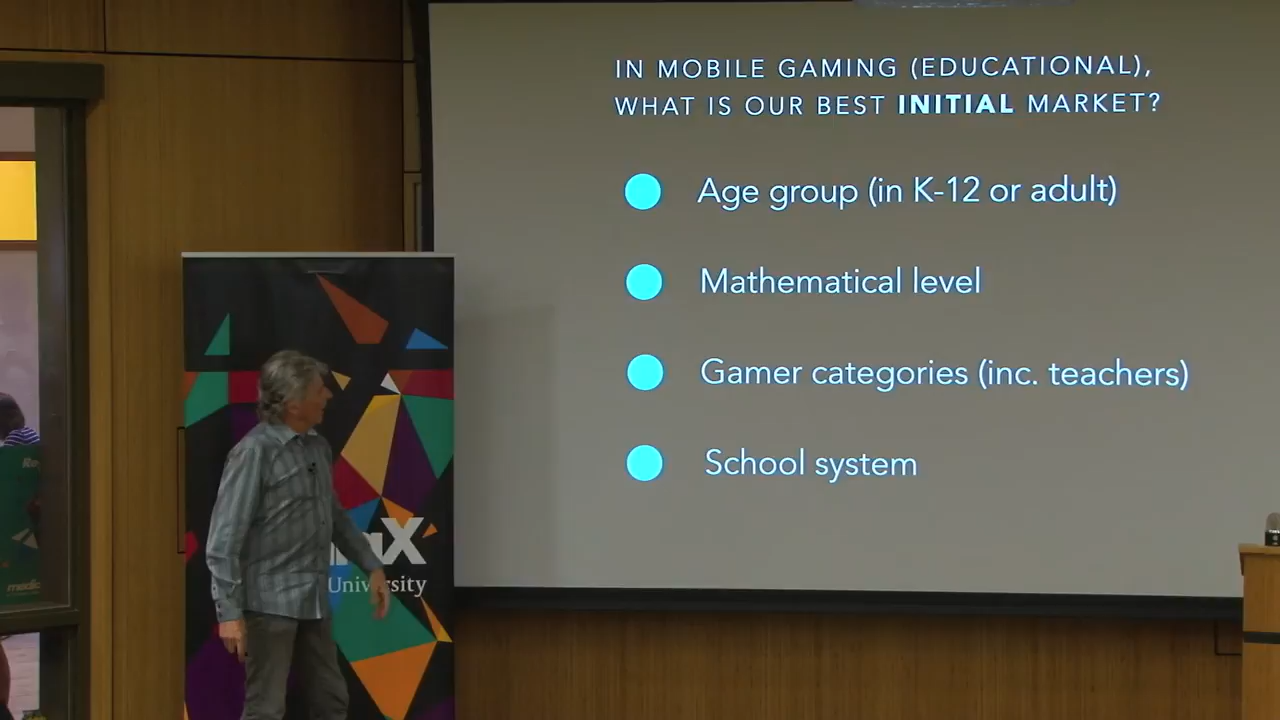 IN MOBILE GAMING (EDUCATIONAL),
WHAT IS OUR BEST INITIAL MARKET?
Age group (in K-12 or adult)
Mathematical level
Gamer categories (inc. teachers)
School system
University